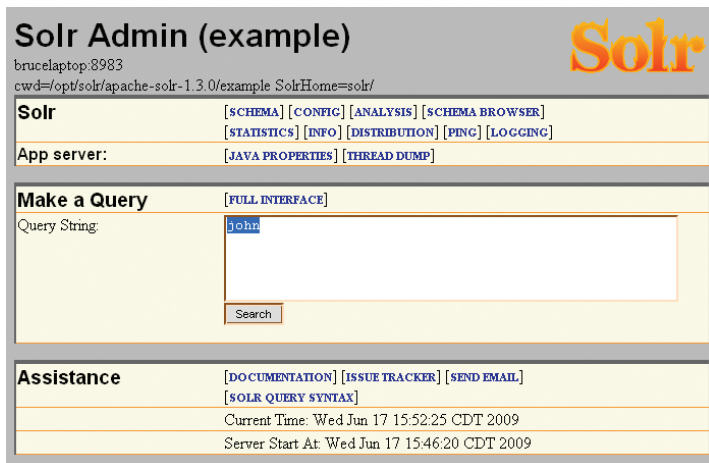 Solr Admin (example)
Solr
brucelaptop:8983
cwd=/opt/solr/apache-solr-1.3.0/example SolrHome=solr/
Solr
[SCHEMA] [CONFIG] [ANALYSIS] [SCHEMA BROWSER]
[STATISTICS] [INFO] [DISTRIBUTION] [PING] [LOGGING]
App server:
[JAVA PROPERTIES] [THREAD DUMP]
Make a Query
[FULL INTERFACE]
Query String:
john
Search
Assistance
[DOCUMENTATION] [ISSUE TRACKER] [SEND EMAIL]
[SOLR QUERY SYNTAX]
Current Time: Wed Jun 17 15:52:25 CDT 2009
Server Start At: Wed Jun 17 15:46:20 CDT 2009